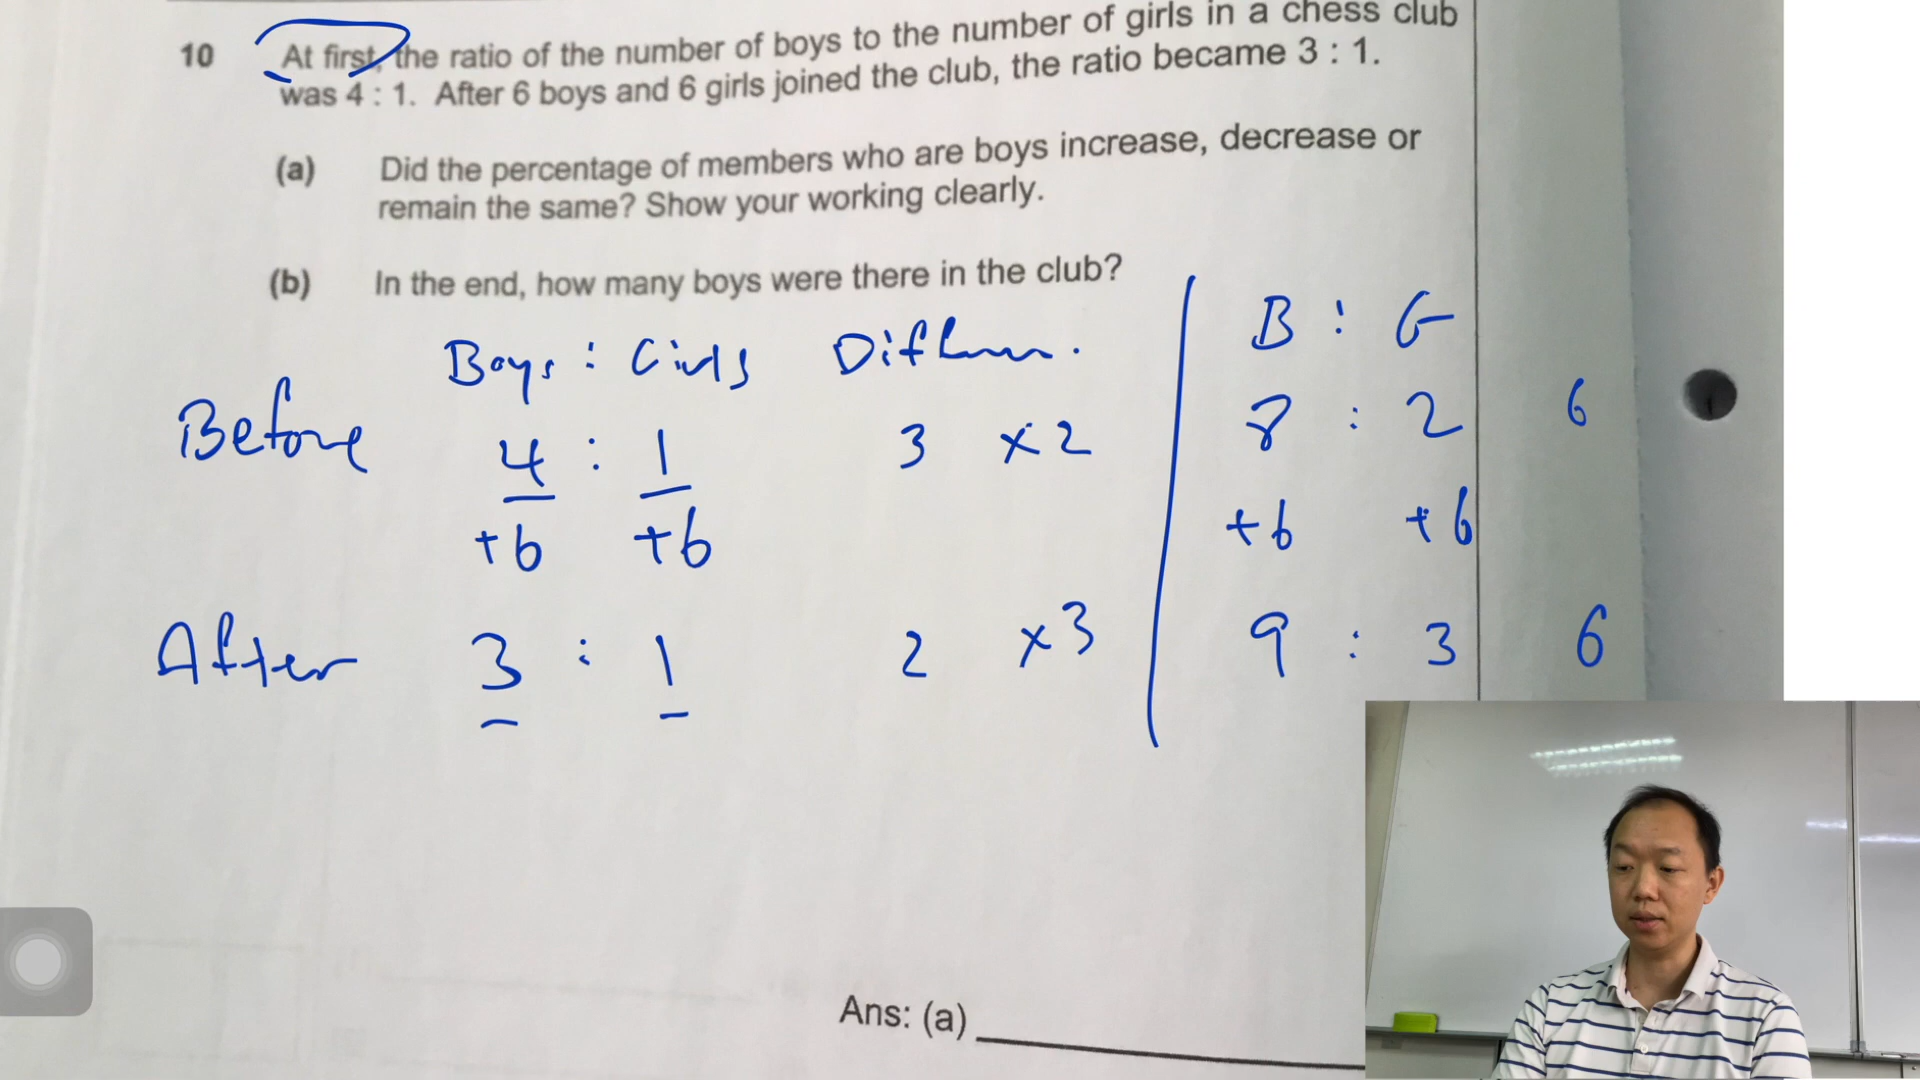 10 At first, the ratio of the number of boys to the number of girls in a chess club
was 4 : 1. After 6 boys and 6 girls joined the club, the ratio became 3 : 1.
(a) Did the percentage of members who are boys increase, decrease or
remain the same? Show your working clearly.
(b) In the end, how many boys were there in the club?
Boys : Girls B : G
Before 4 : 1 3 ×2 8 : 2 6
+6 +6 +6 +6
After 3 : 1 2 ×3 9 : 3 6
Ans: (a)